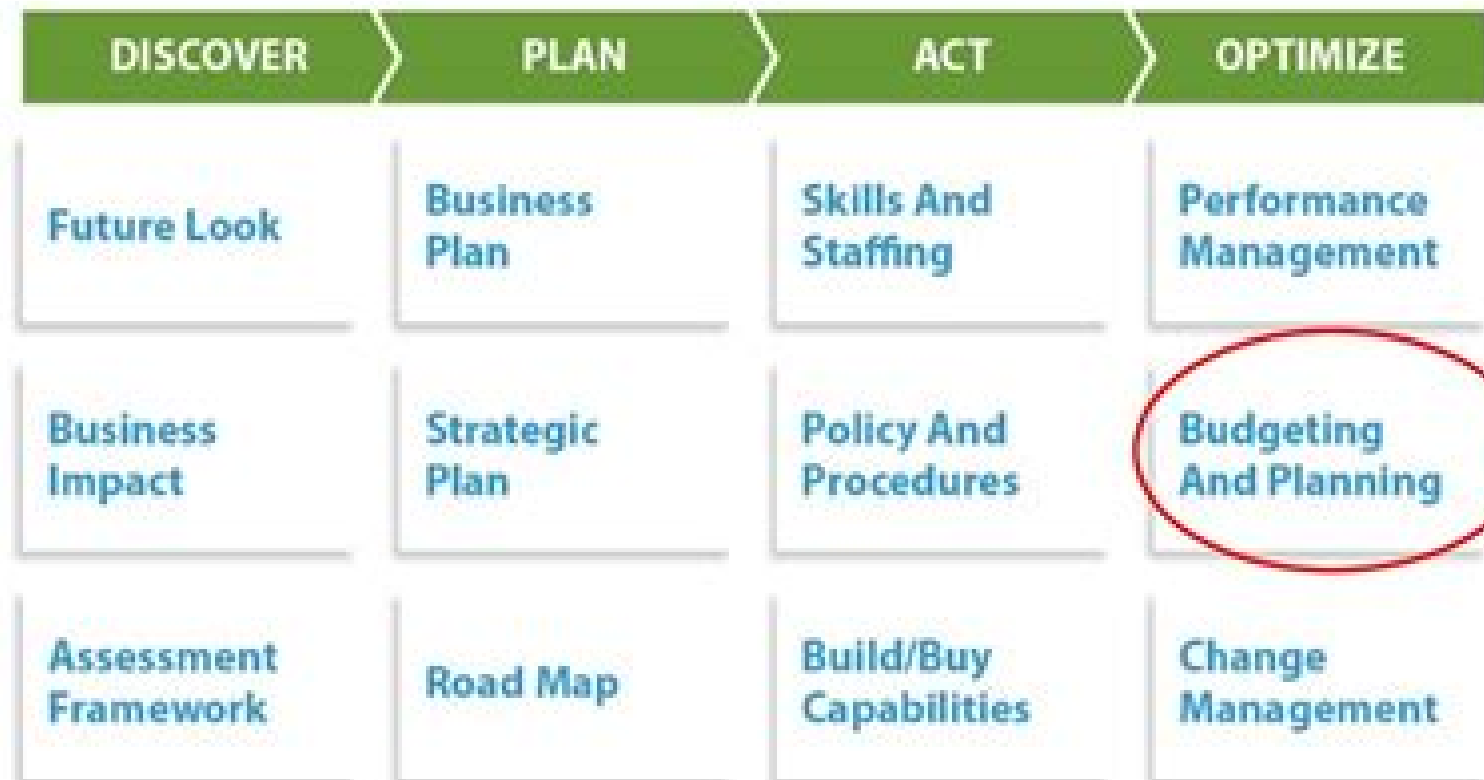 DISCOVER
PLAN
ACT
OPTIMIZE
Future Look
Business
Plan
Skills And
Staffing
Performance
Management
Business
Impact
Strategic
Plan
Policy And
Procedures
Budgeting
And Planning
Assessment
Framework
Road Map
Build/Buy
Capabilities
Change
Management